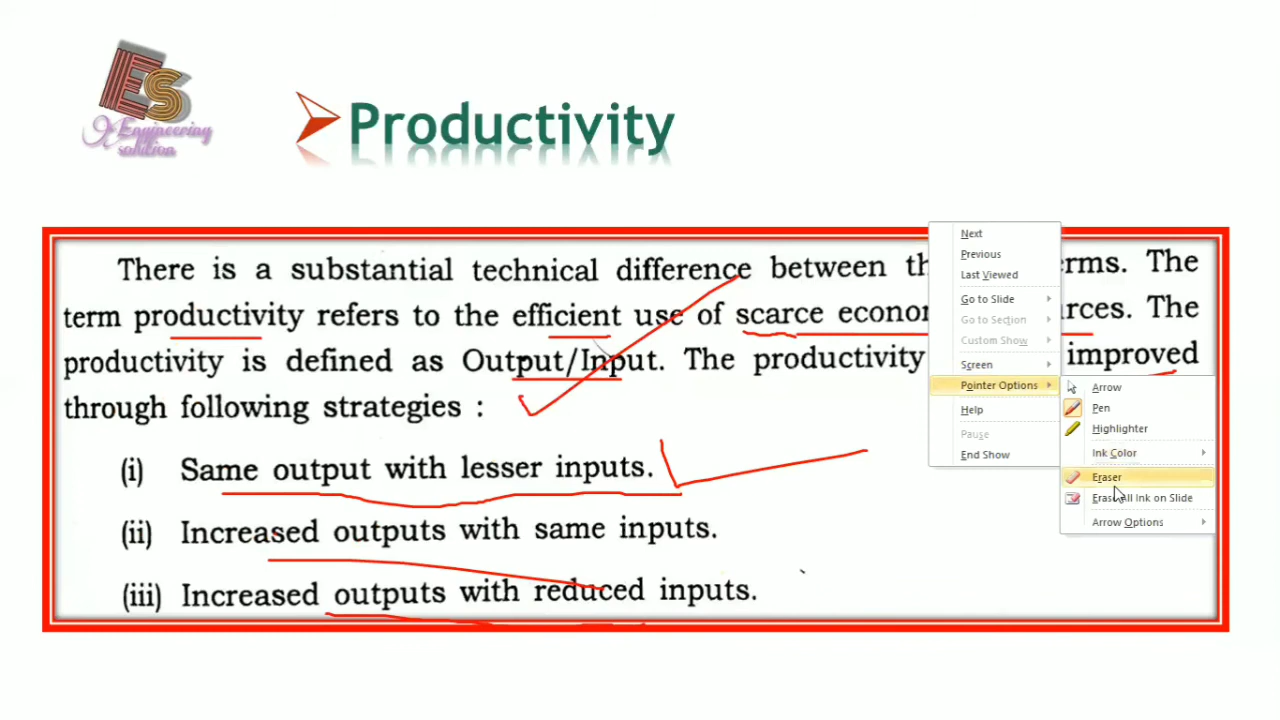 ES
Engineering
solution
Productivity
There is a substantial technical difference between th rms. The
term productivity refers to the efficient use of scarce econor rces. The
productivity is defined as Output/Input. The productivity improved
through following strategies :
(i) Same output with lesser inputs.
(ii) Increased outputs with same inputs.
(iii) Increased outputs with reduced inputs.
Next
Previous
Last Viewed
Go to Slide
Go to Section
Custom Show
Screen
Pointer Options
Help
Pause
End Show
Arrow
Pen
Highlighter
Ink Color
Eraser
Erase All Ink on Slide
Arrow Options